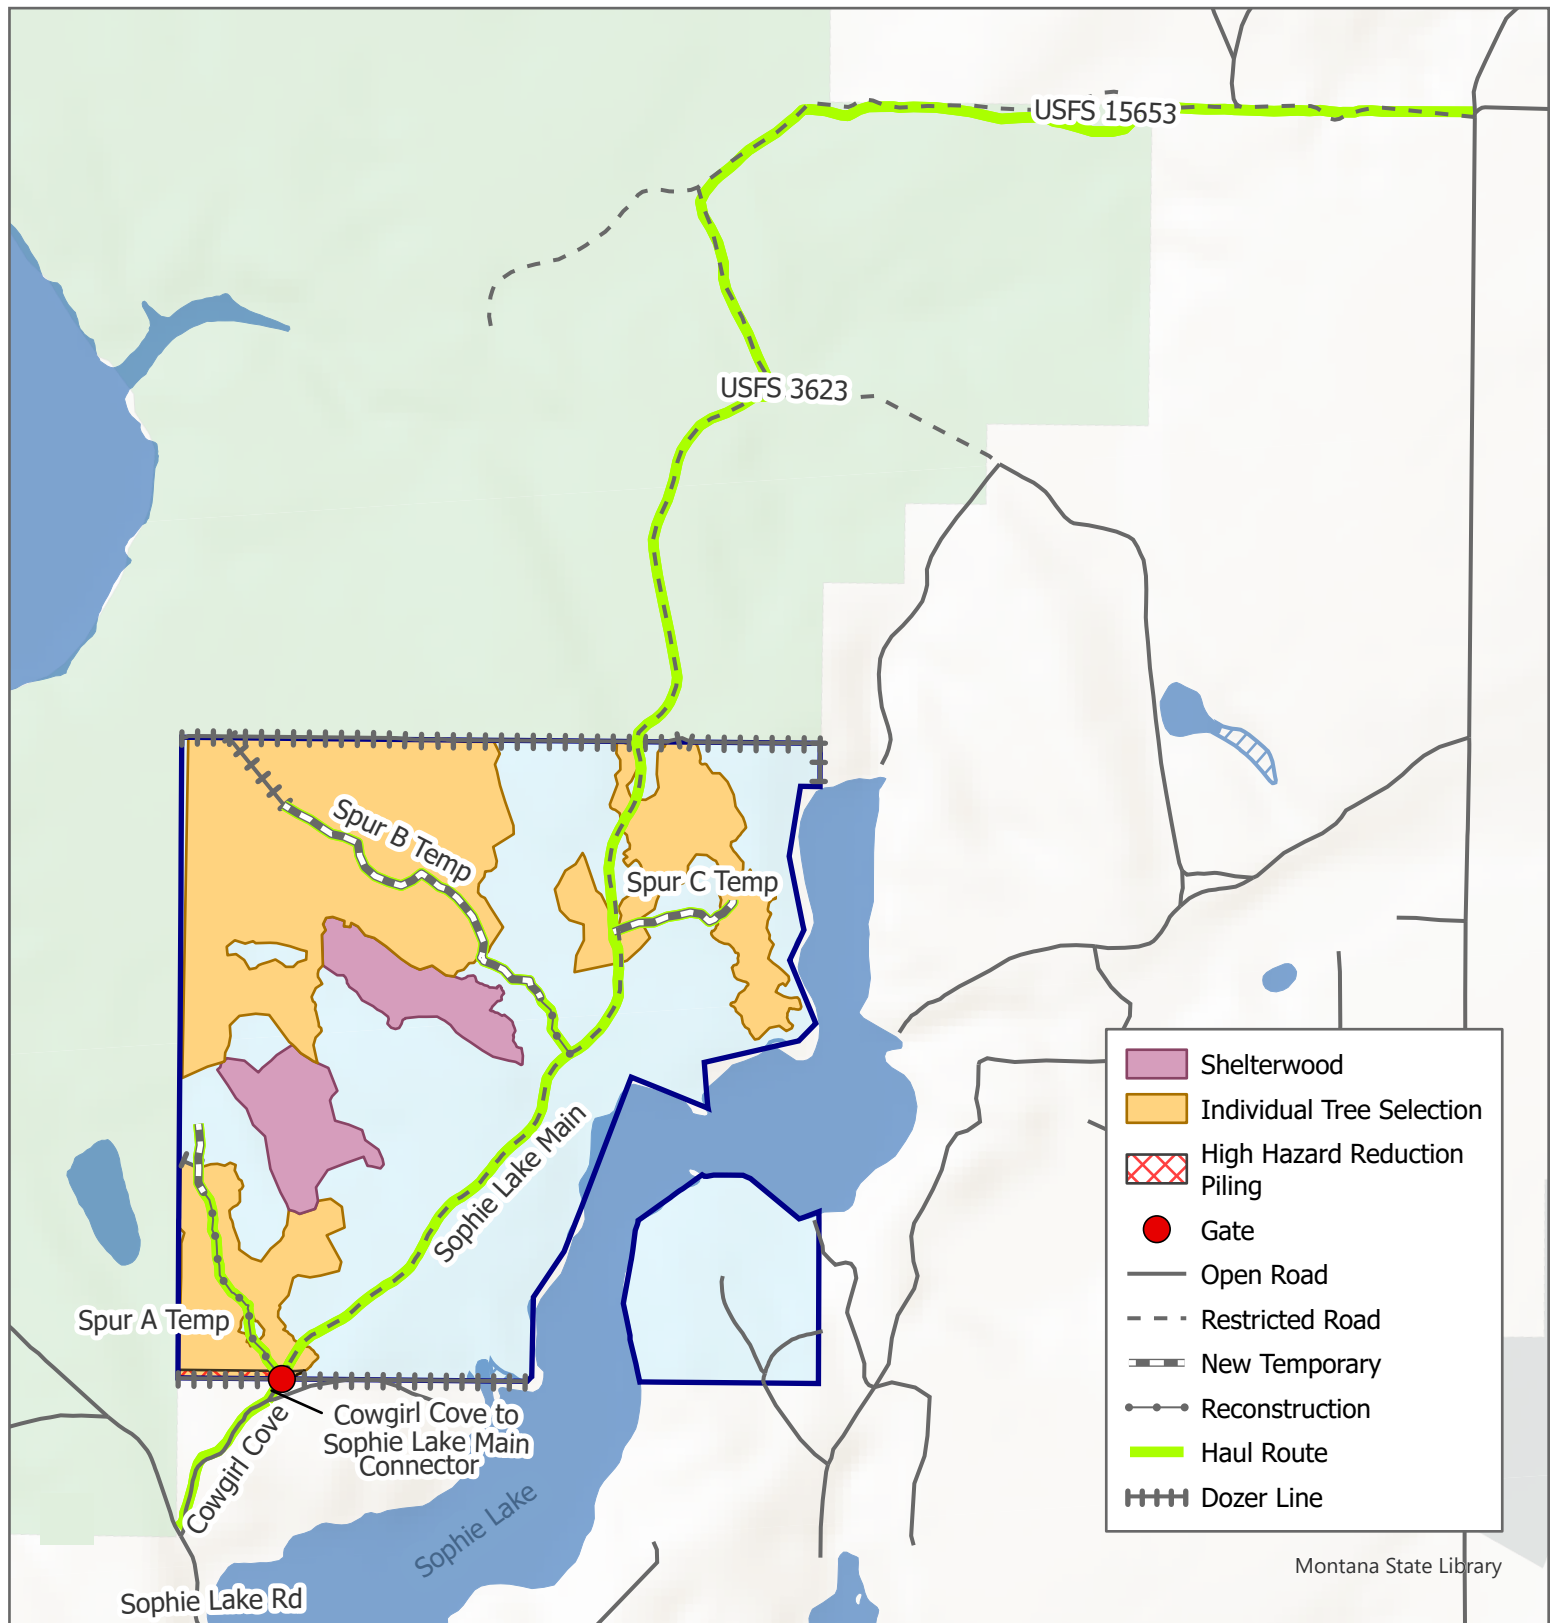 USFS 15653
USFS 3623
Spur B Temp
Spur C Temp
Sophie Lake Main
Spur A Temp
Cowgirl Cove to
Sophie Lake Main
Connector
Cowgirl Cove
Sophie Lake
Sophie Lake Rd
Shelterwood
Individual Tree Selection
High Hazard Reduction
Piling
Gate
Open Road
Restricted Road
New Temporary
Reconstruction
Haul Route
Dozer Line
Montana State Library